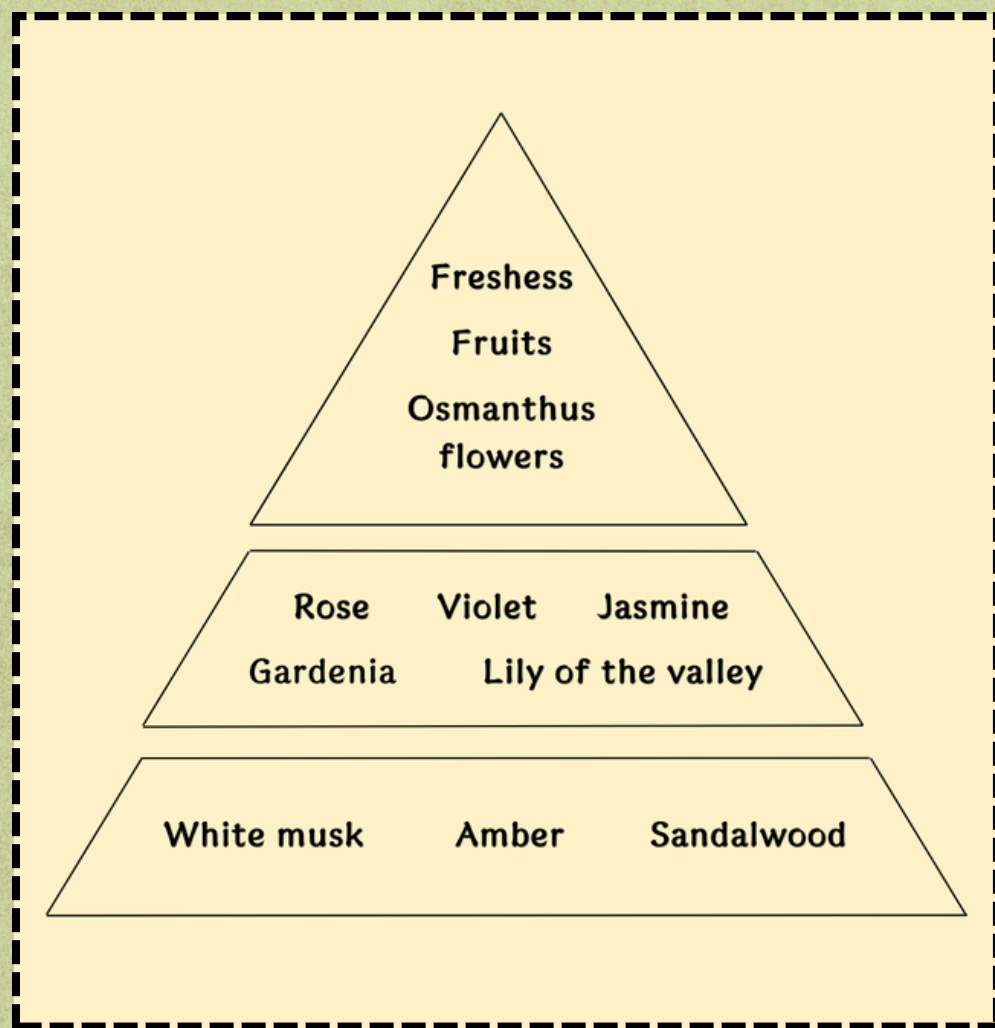 Freshess
Fruits
Osmanthus
flowers
Rose Violet Jasmine
Gardenia Lily of the valley
White musk Amber Sandalwood